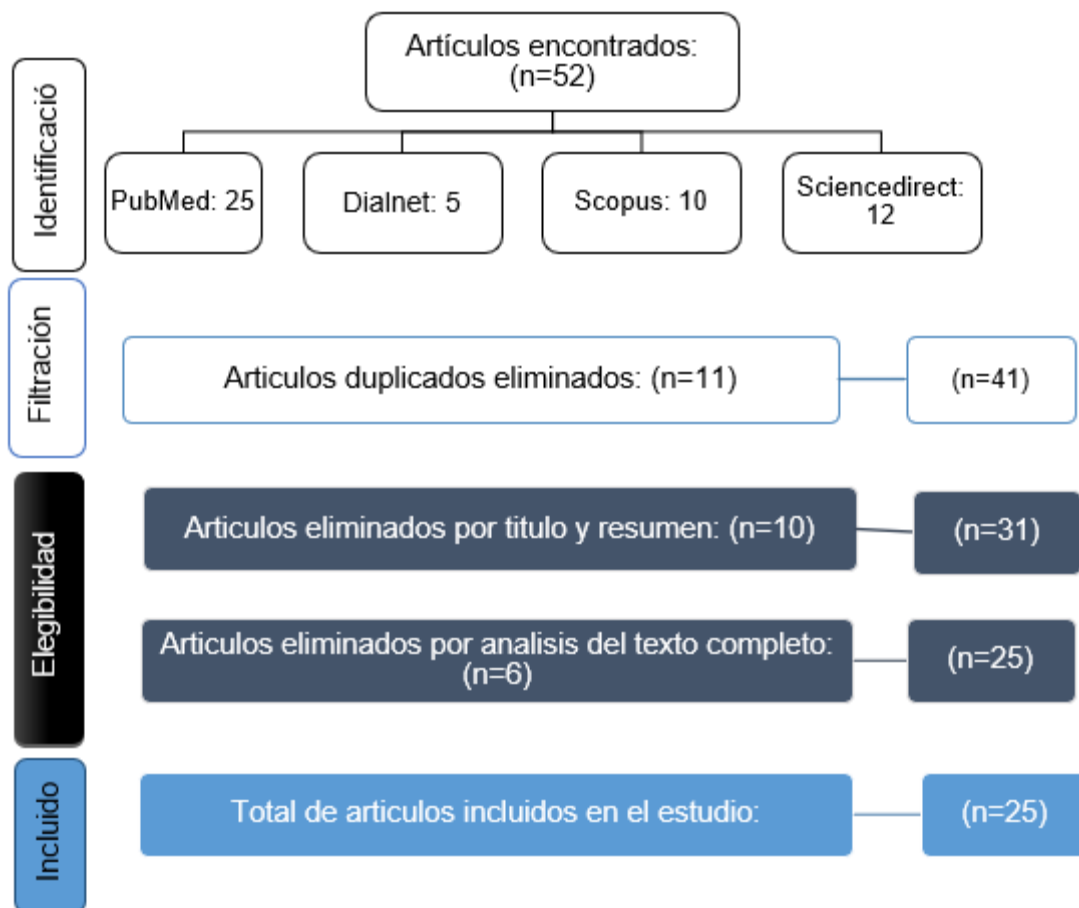 Artículos encontrados:
(n=52)
Identificació
PubMed: 25
Dialnet: 5
Scopus: 10
Sciencedirect:
12
Filtración
Articulos duplicados eliminados: (n=11)
(n=41)
Elegibilidad
Articulos eliminados por titulo y resumen: (n=10)
(n=31)
Articulos eliminados por analisis del texto completo:
(n=6)
(n=25)
Incluido
Total de articulos incluidos en el estudio:
(n=25)